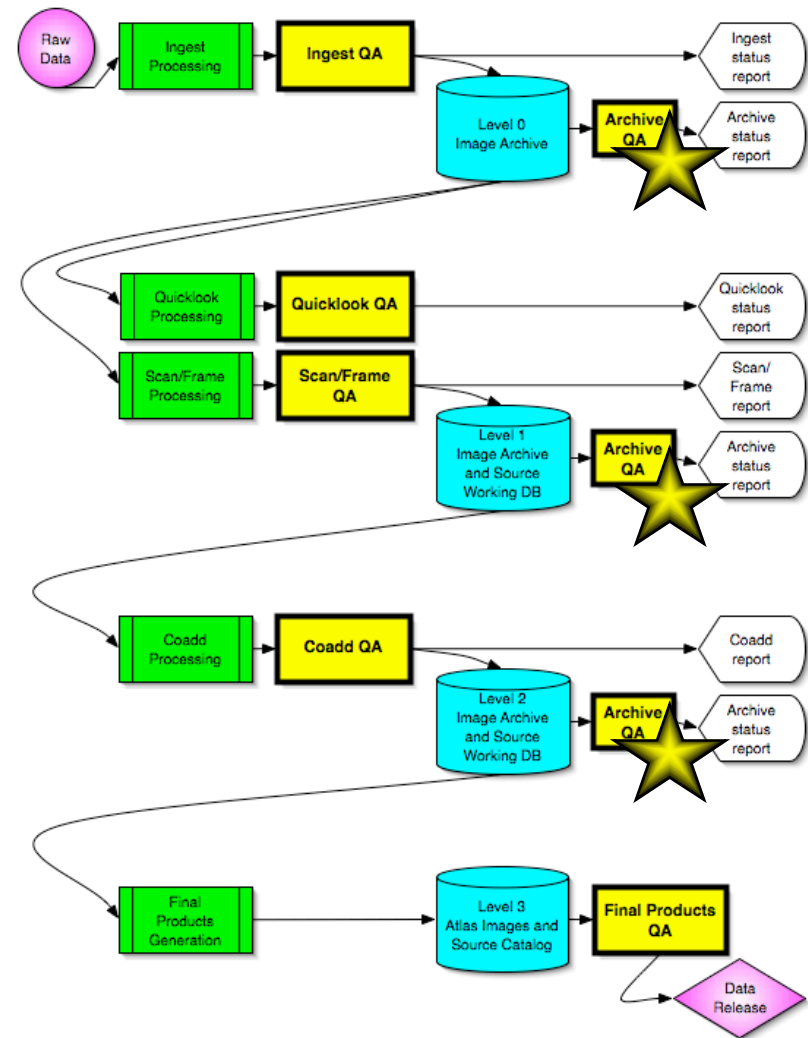 Raw
Data
Ingest
Processing
Ingest QA
Ingest
status
report
Level 0
Image Archive
Archive
QA
Archive
status
report
Quicklook
Processing
Quicklook QA
Quicklook
status
report
Scan/Frame
Processing
Scan/Frame
QA
Scan/
Frame
report
Level 1
Image Archive
and Source
Working DB
Archive
QA
Archive
status
report
Coadd
Processing
Coadd QA
Coadd
report
Level 2
Image Archive
and Source
Working DB
Archive
QA
Archive
status
report
Final
Products
Generation
Level 3
Atlas Images and
Source Catalog
Final Products
QA
Data
Release